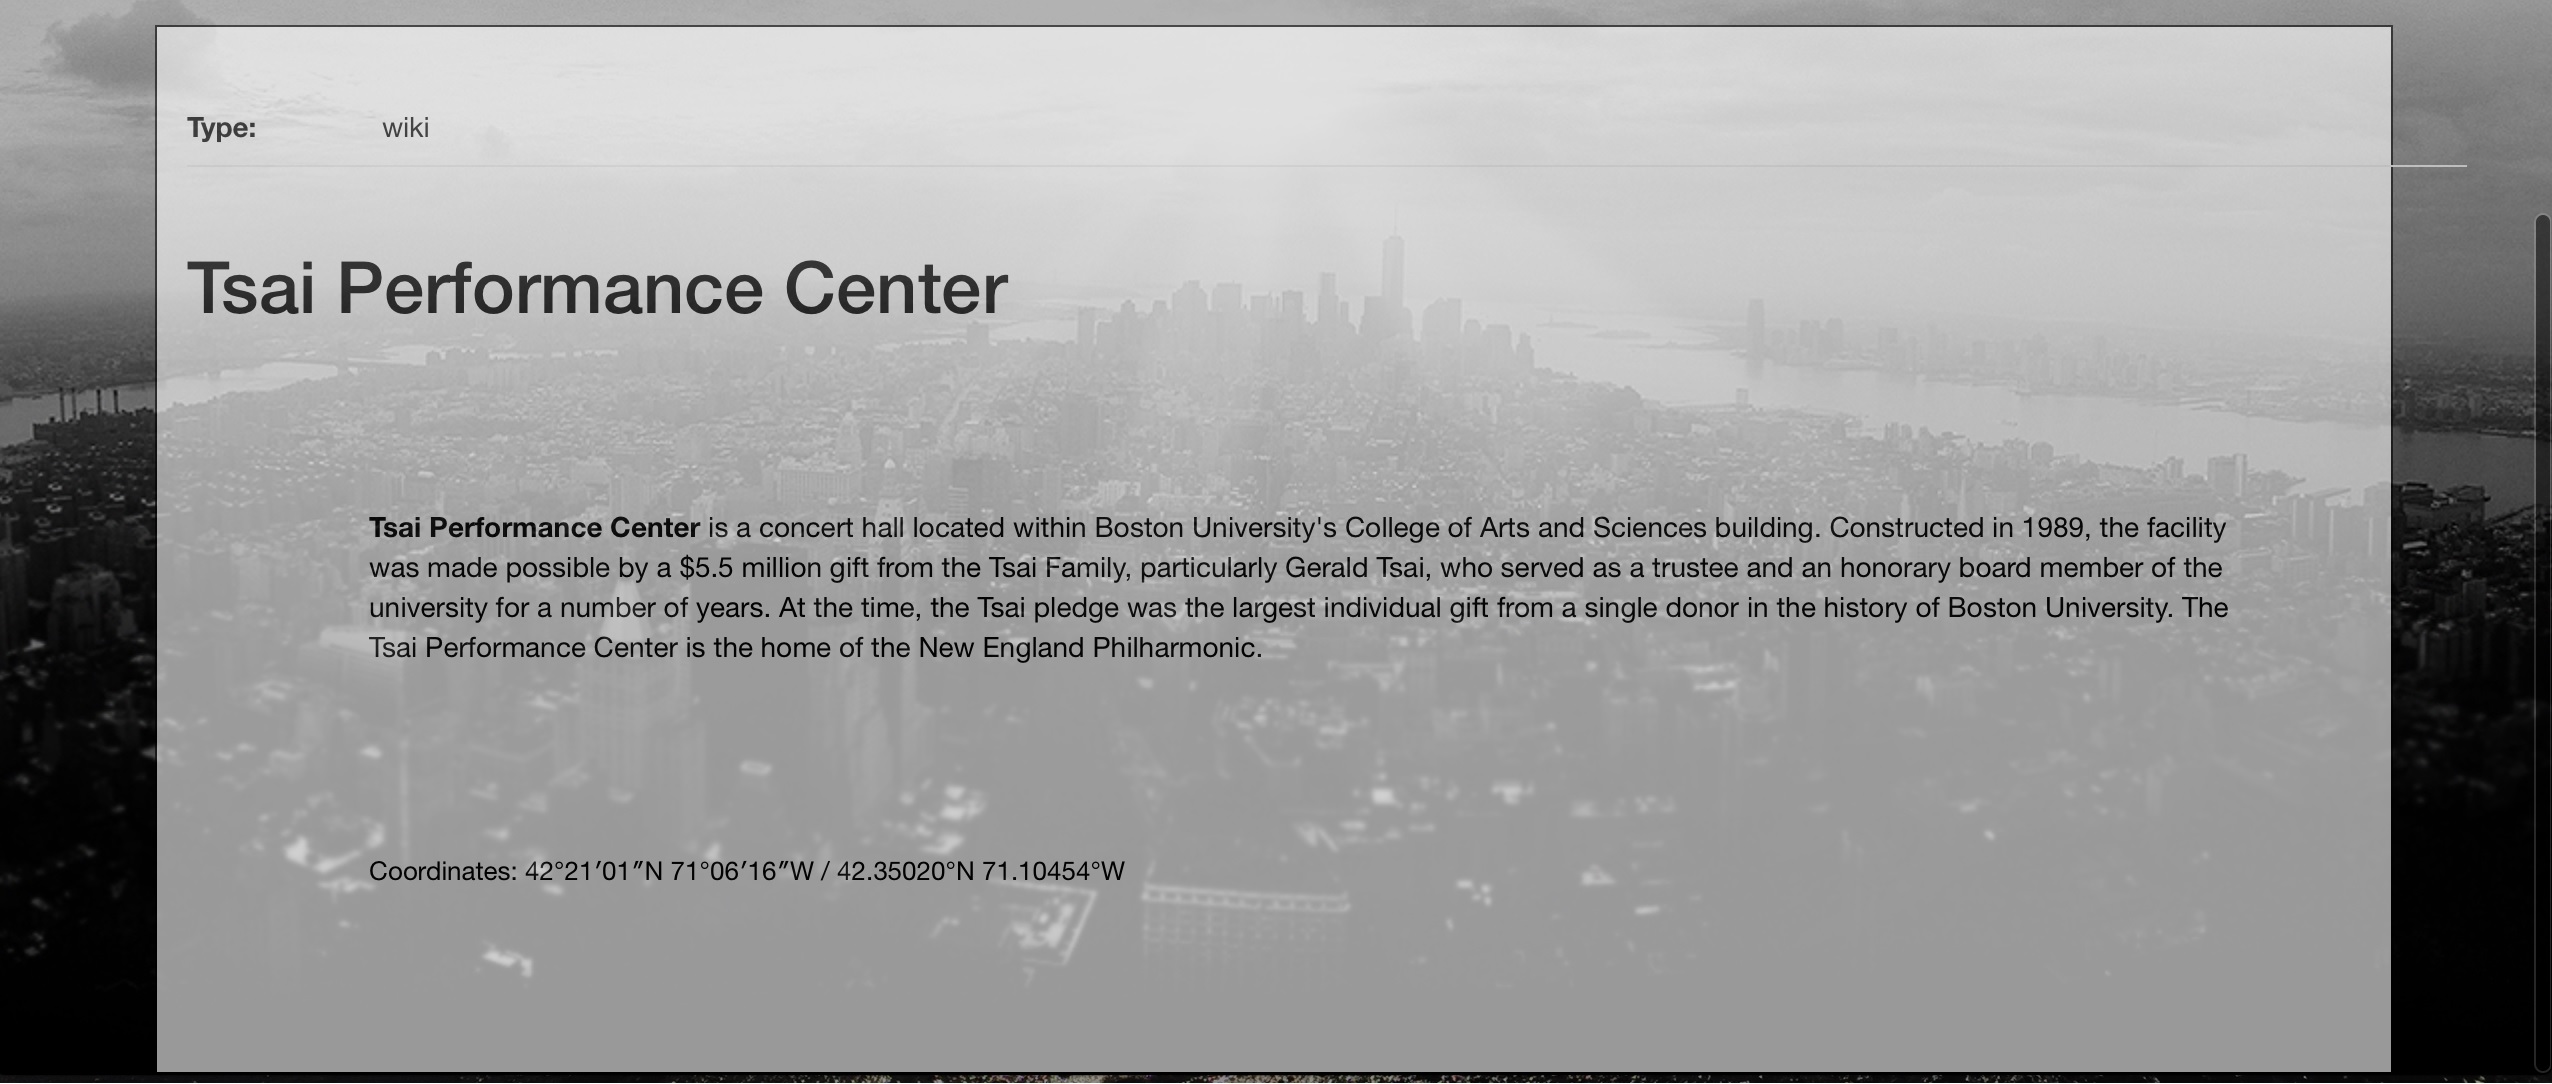 Type: wiki
Tsai Performance Center
Tsai Performance Center is a concert hall located within Boston University's College of Arts and Sciences building. Constructed in 1989, the facility
was made possible by a $5.5 million gift from the Tsai Family, particularly Gerald Tsai, who served as a trustee and an honorary board member of the
university for a number of years. At the time, the Tsai pledge was the largest individual gift from a single donor in the history of Boston University. The
Tsai Performance Center is the home of the New England Philharmonic.
Coordinates: 42°21′01″N 71°06′16″W / 42.35020°N 71.10454°W